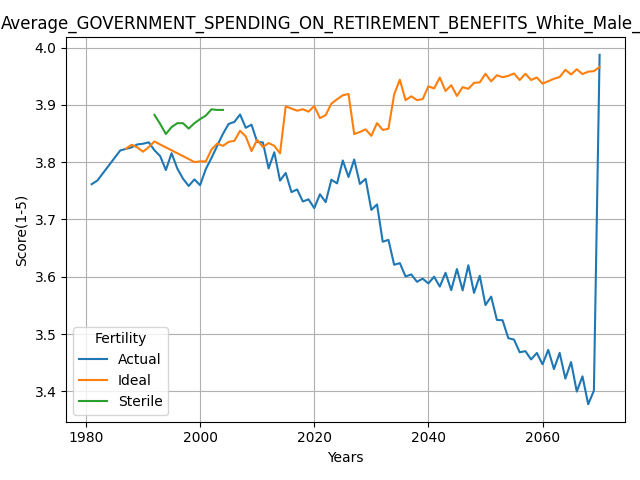 Average_GOVERNMENT_SPENDING_ON_RETIREMENT_BENEFITS_White_Male_
4.0
3.9
3.8
3.7
3.6
3.5
3.4
Score(1-5)
Fertility
Actual
Ideal
Sterile
1980 2000 2020 2040 2060
Years